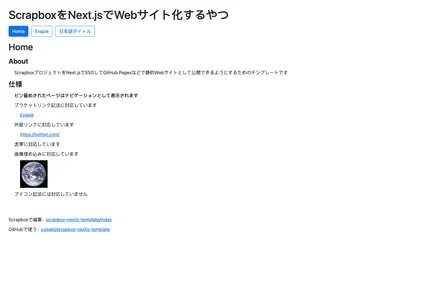 ScrapboxをNext.jsでWebサイト化するやつ
Home Exaple 日本語タイトル
Home
About
ScrapboxプロジェクトをNext.jsでSSGしてGitHub Pagesなどで静的Webサイトとして公開できるようにするためのテンプレートです
仕様
ピン留めされたページはナビゲーションとして表示されます
ブラケットリンク記法に対応しています
Exaple
外部リンクに対応しています
https://twitter.com/
太字に対応しています
画像埋め込みに対応しています
アイコン記法には対応していません
Scrapboxで編集 : scrapbox-nextjs-template/index
GitHubで使う : yuiseki/scrapbox-nextjs-template